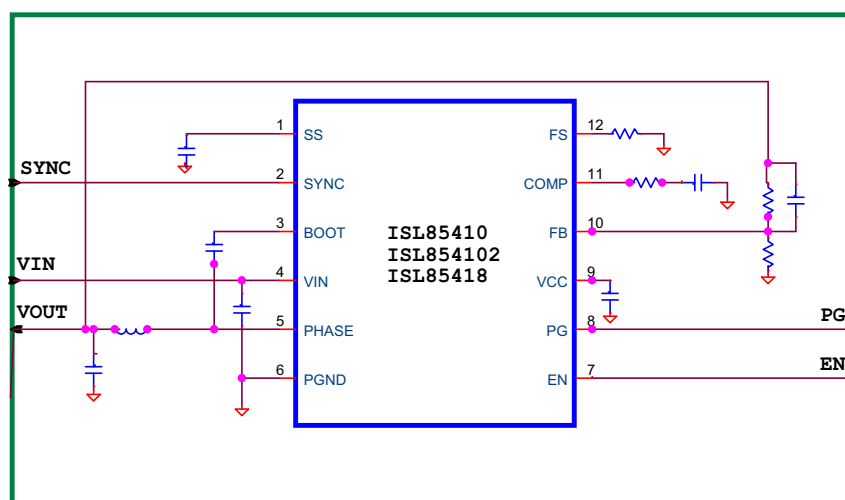 1 SS
SYNC
2 SYNC
3 BOOT
VIN
4 VIN
VOUT
5 PHASE
6 PGND
ISL85410
ISL854102
ISL85418
FS 12
COMP 11
FB 10
VCC 9
PG 8
PG
EN 7
EN